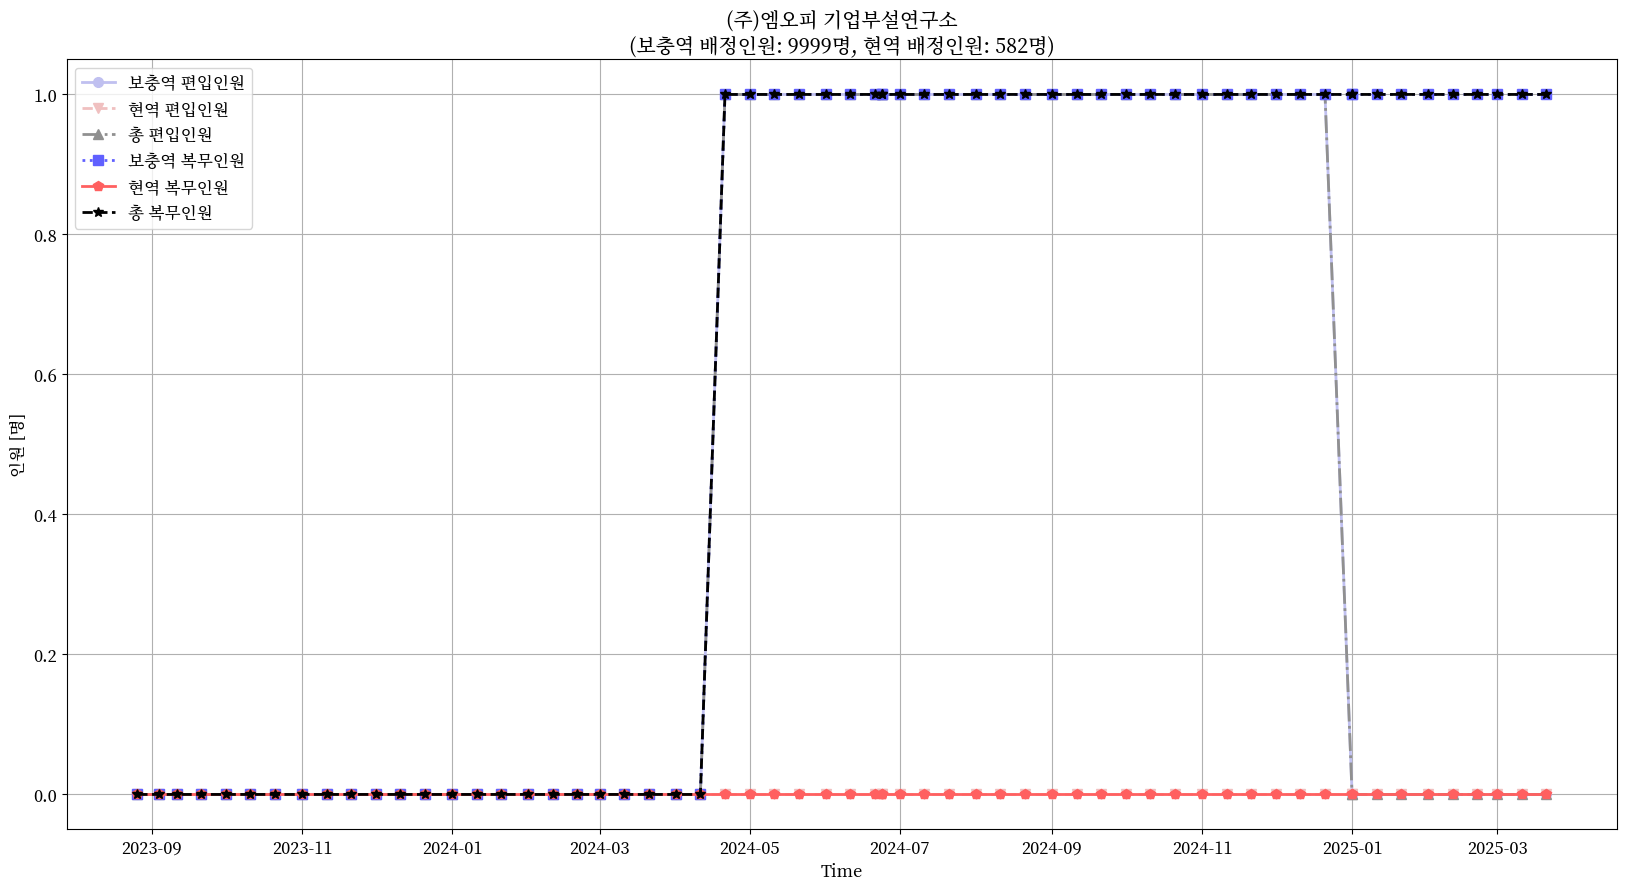 (주)엠오피 기업부설연구소
(보충역 배정인원: 9999명, 현역 배정인원: 582명)
보충역 편입인원
현역 편입인원
총 편입인원
보충역 복무인원
현역 복무인원
총 복무인원
인원 [명]
1.0
0.8
0.6
0.4
0.2
0.0
2023-09 2023-11 2024-01 2024-03 2024-05 2024-07 2024-09 2024-11 2025-01 2025-03
Time